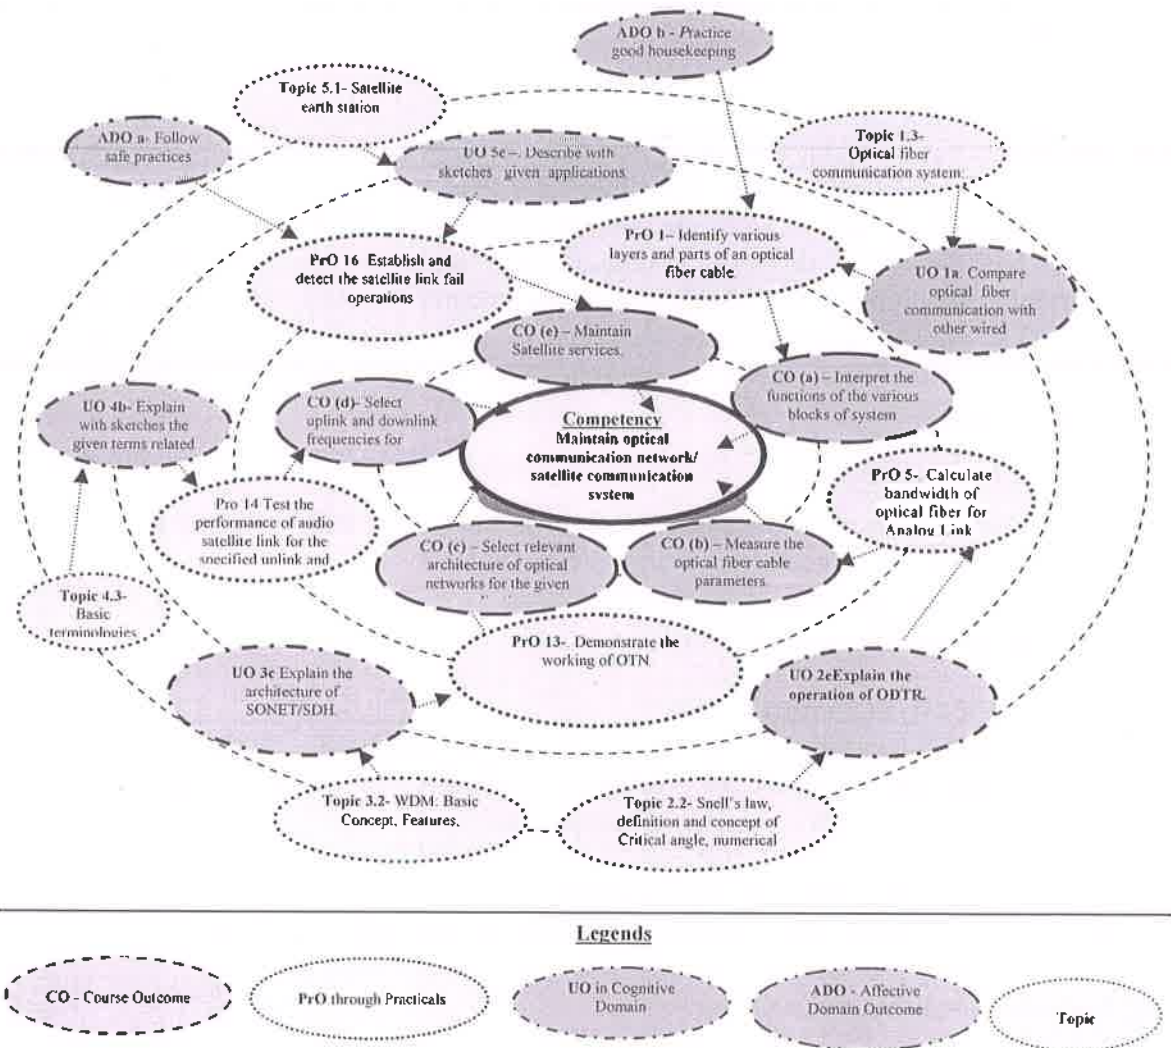 ADO b - Practice
good housekeeping
Topic 5.1- Satellite
earth station
ADO a- Follow
safe practices
UO 5c –. Describe with
sketches given applications
Topic 1.3-
Optical fiber
communication system:
PrO 1– Identify various
layers and parts of an optical
fiber cable.
PrO 16 Establish and
detect the satellite link fail
operations
UO 1a. Compare
optical fiber
communication with
other wired
CO (e) – Maintain
Satellite services.
CO (a) – Interpret the
functions of the various
blocks of system
UO 4b- Explain
with sketches the
given terms related
CO (d)- Select
uplink and downlink
frequencies for
Competency
Maintain optical
communication network/
satellite communication
system
PrO 5- Calculate
bandwidth of
optical fiber for
Analog Link
Pro 14 Test the
performance of audio
satellite link for the
specified unlink and
CO (c) – Select relevant
architecture of optical
networks for the given
CO (b) – Measure the
optical fiber cable
parameters
Topic 4.3-
Basic
terminologies
PrO 13-. Demonstrate the
working of OTN
UO 3c Explain the
architecture of
SONET/SDH.
UO 2eExplain the
operation of ODTR.
Topic 3.2- WDM: Basic
Concept, Features,
Topic 2.2- Snell's law,
definition and concept of
Critical angle, numerical
Legends
CO - Course Outcome
PrO through Practicals
UO in Cognitive
Domain
ADO - Affective
Domain Outcome
Topic